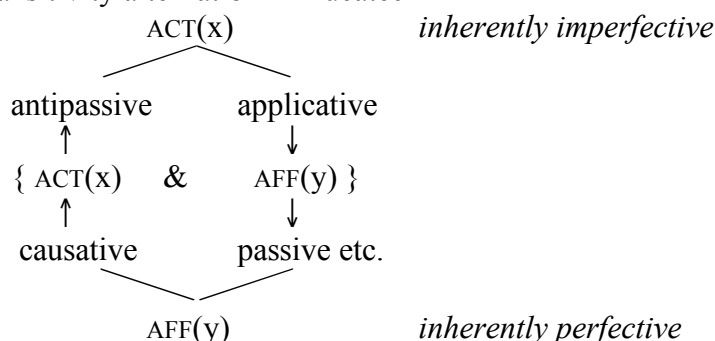 ACT(x) inherently imperfective
antipassive applicative
↑ ↓
{ ACT(x) & AFF(y) }
↑ ↓
causative passive etc.
AFF(y) inherently perfective